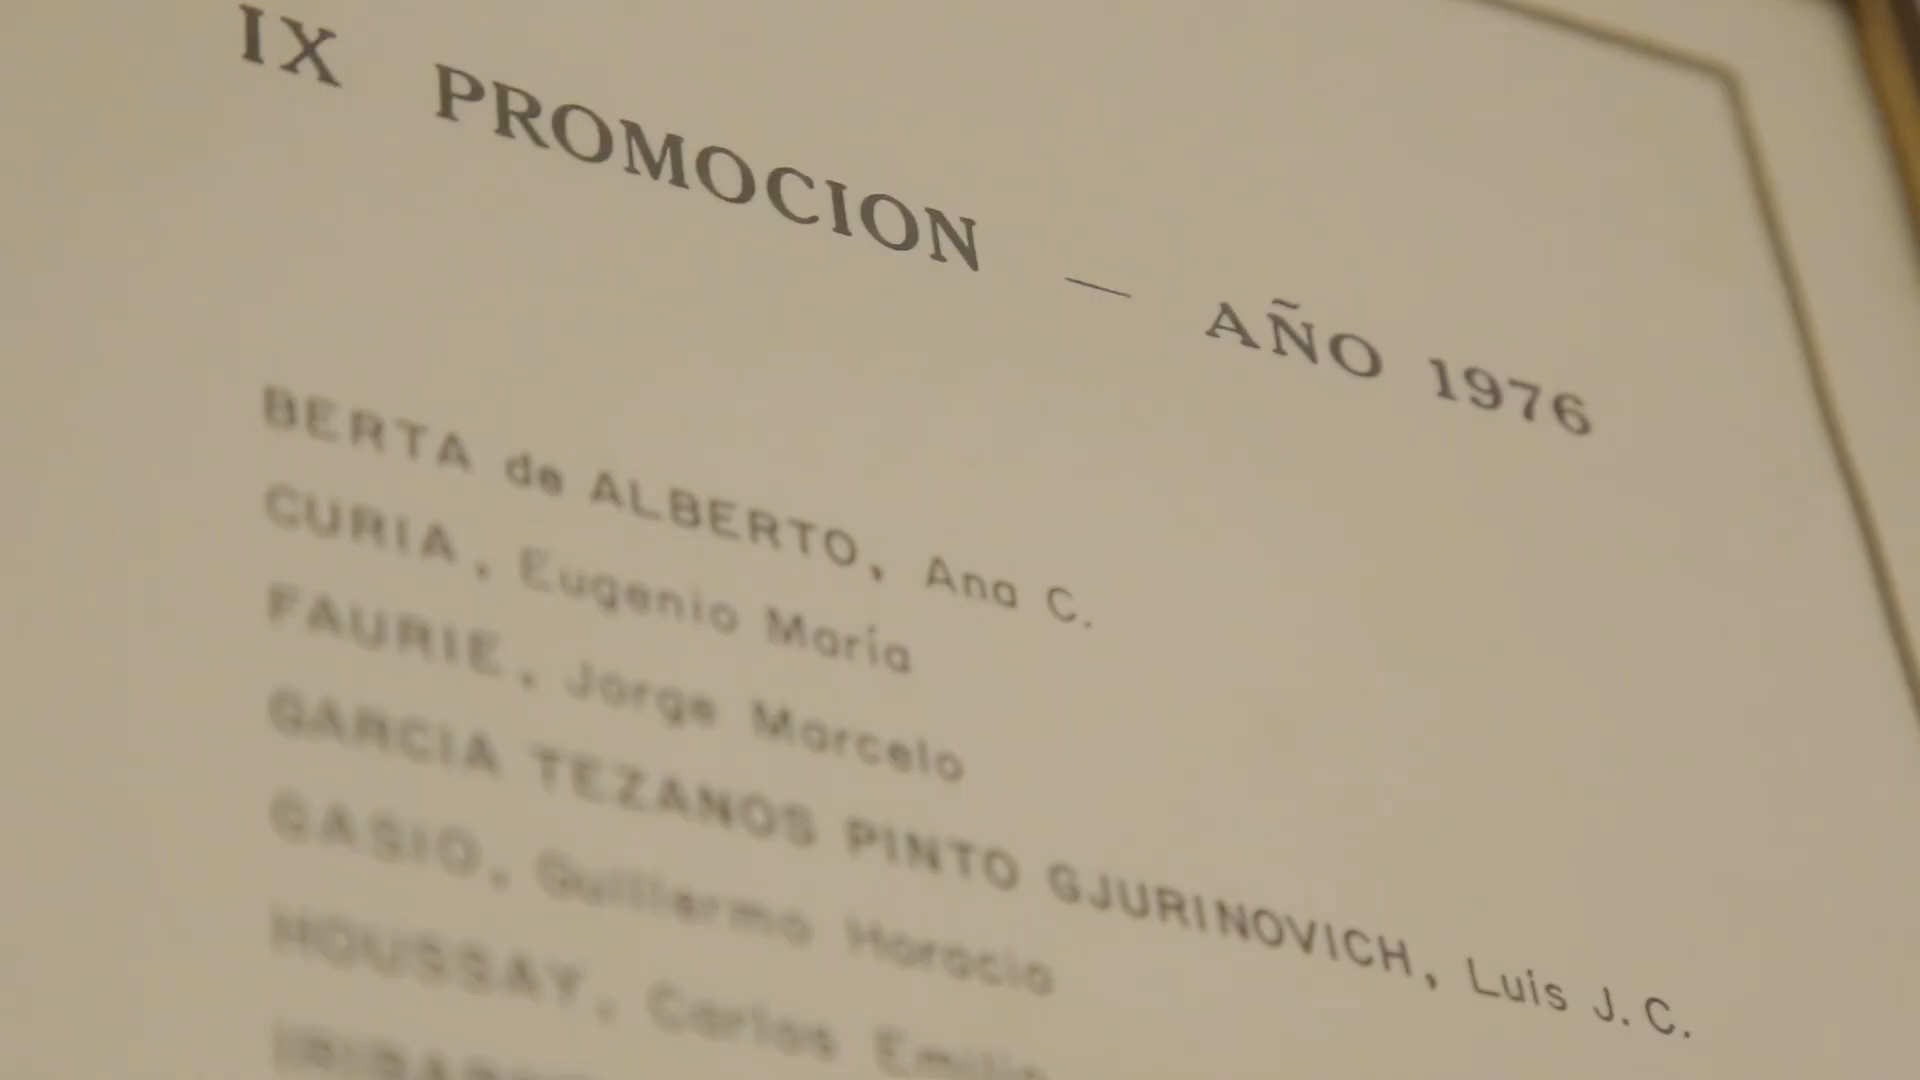 IX PROMOCION — AÑO 1976
BERTA de ALBERTO, Ana C.
CURIA, Eugenio María
FAURIE, Jorge Marcelo
GARCIA TEZANOS PINTO GJURINOVICH, Luis J.C.
GASIO, Guillermo Horacio
HOUSSAY, Carlos Emilio